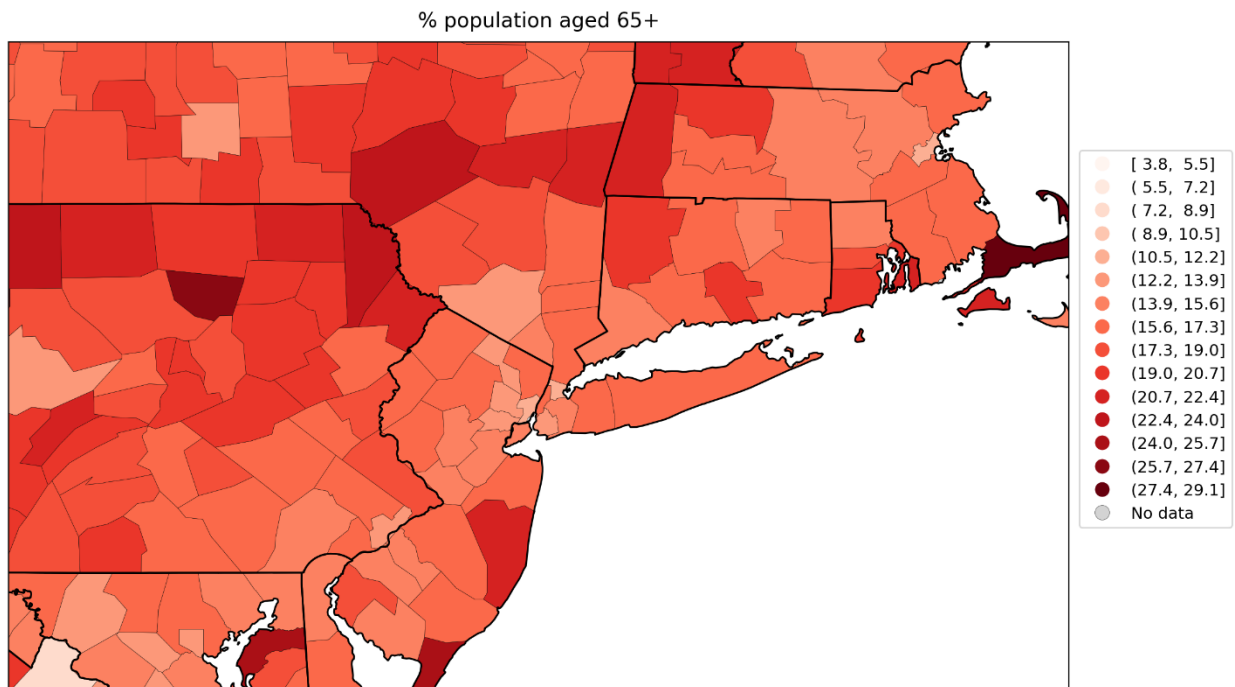 % population aged 65+
[ 3.8,  5.5]
( 5.5,  7.2]
( 7.2,  8.9]
( 8.9, 10.5]
(10.5, 12.2]
(12.2, 13.9]
(13.9, 15.6]
(15.6, 17.3]
(17.3, 19.0]
(19.0, 20.7]
(20.7, 22.4]
(22.4, 24.0]
(24.0, 25.7]
(25.7, 27.4]
(27.4, 29.1]
No data